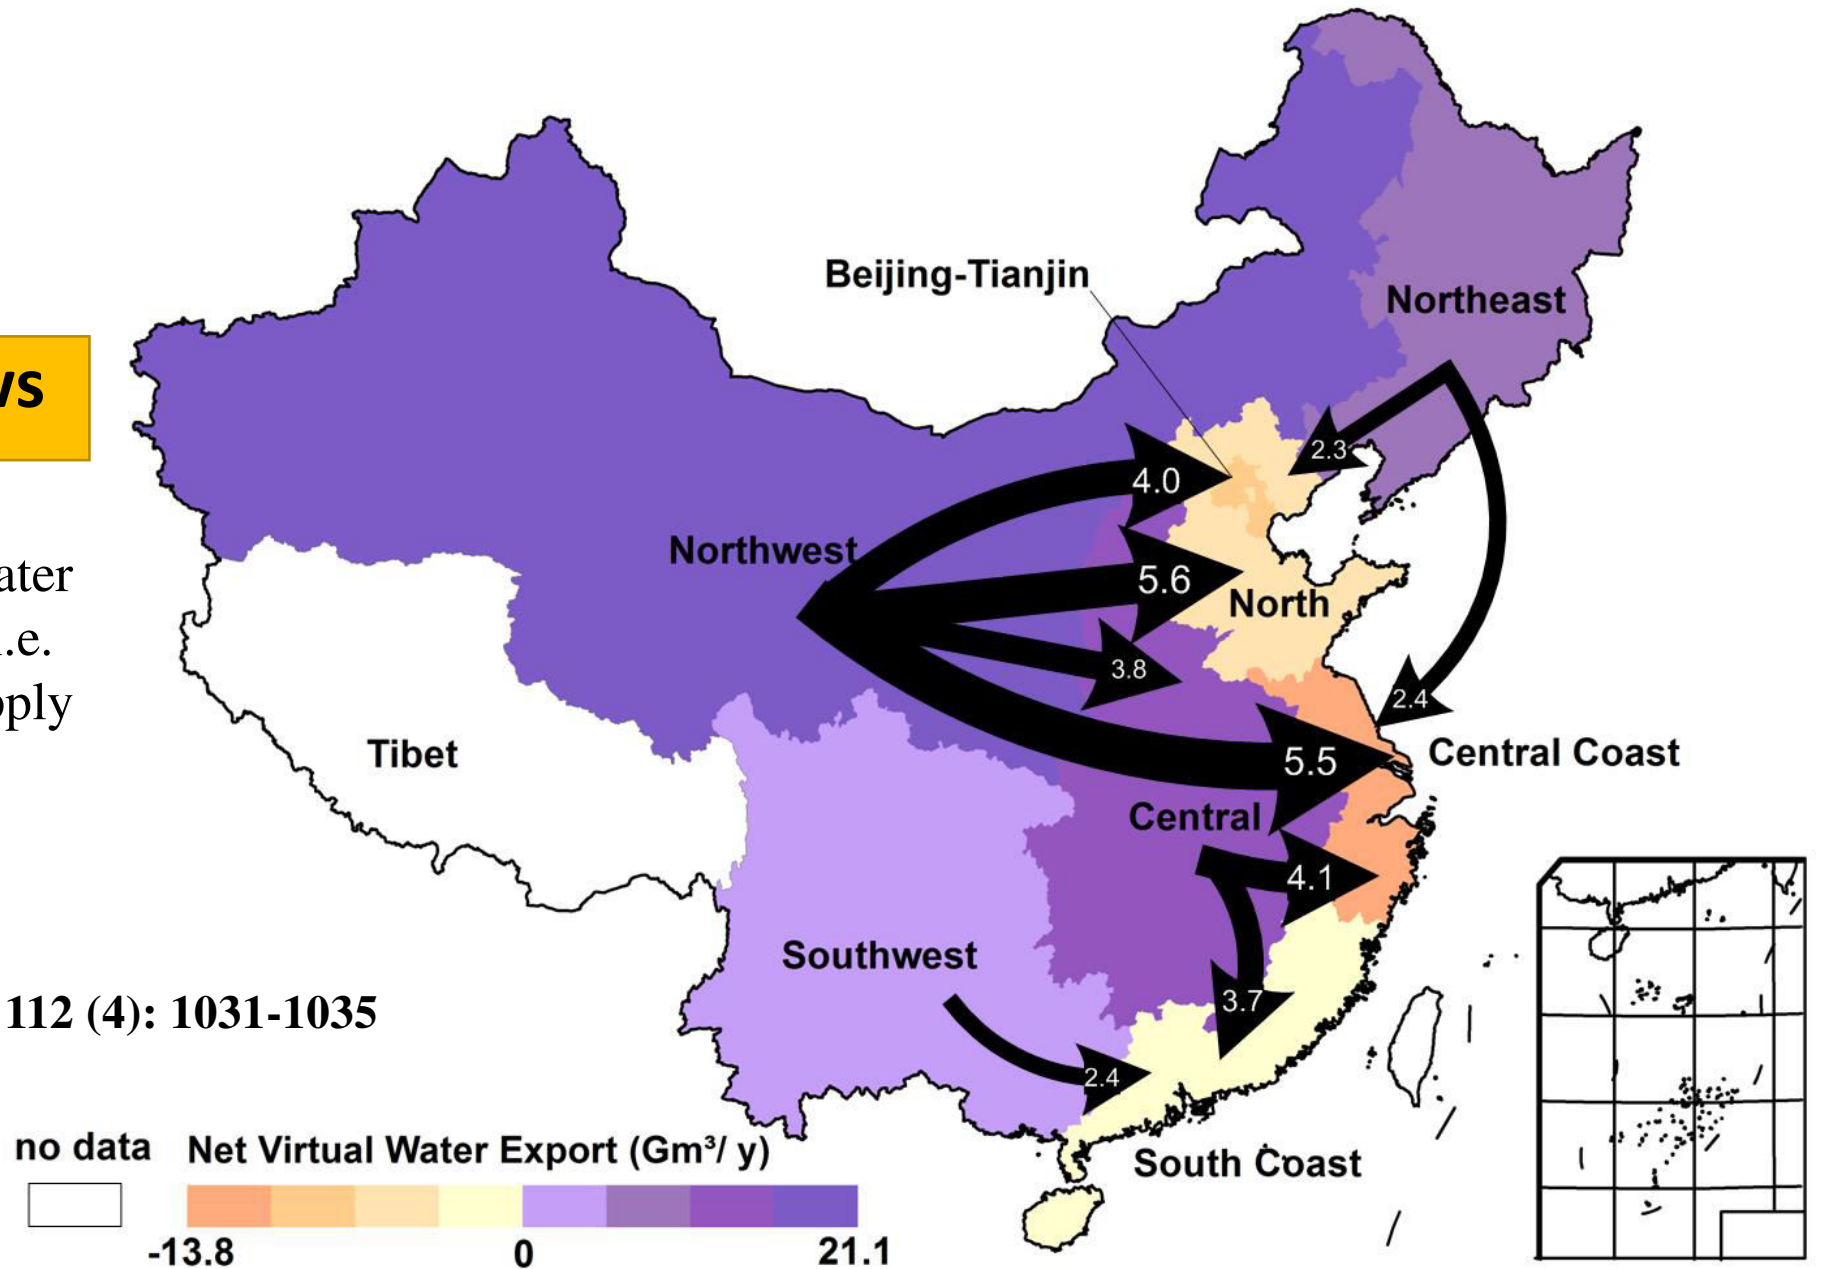 Beijing-Tianjin
Northeast
2.3
4.0
Northwest
5.6
North
3.8
2.4
5.5
Central Coast
Tibet
Central
4.1
Southwest
3.7
2.4
South Coast
ws
ater
i.e.
pply
112 (4): 1031-1035
no data
Net Virtual Water Export (Gm³/ y)
-13.8
0
21.1